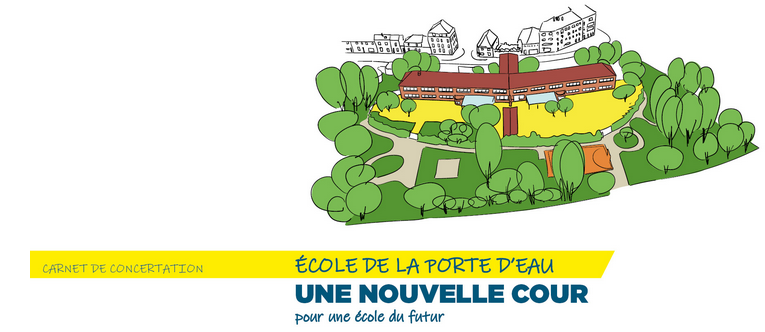 CARNET DE CONCERTATION
ÉCOLE DE LA PORTE D'EAU
UNE NOUVELLE COUR
pour une école du futur